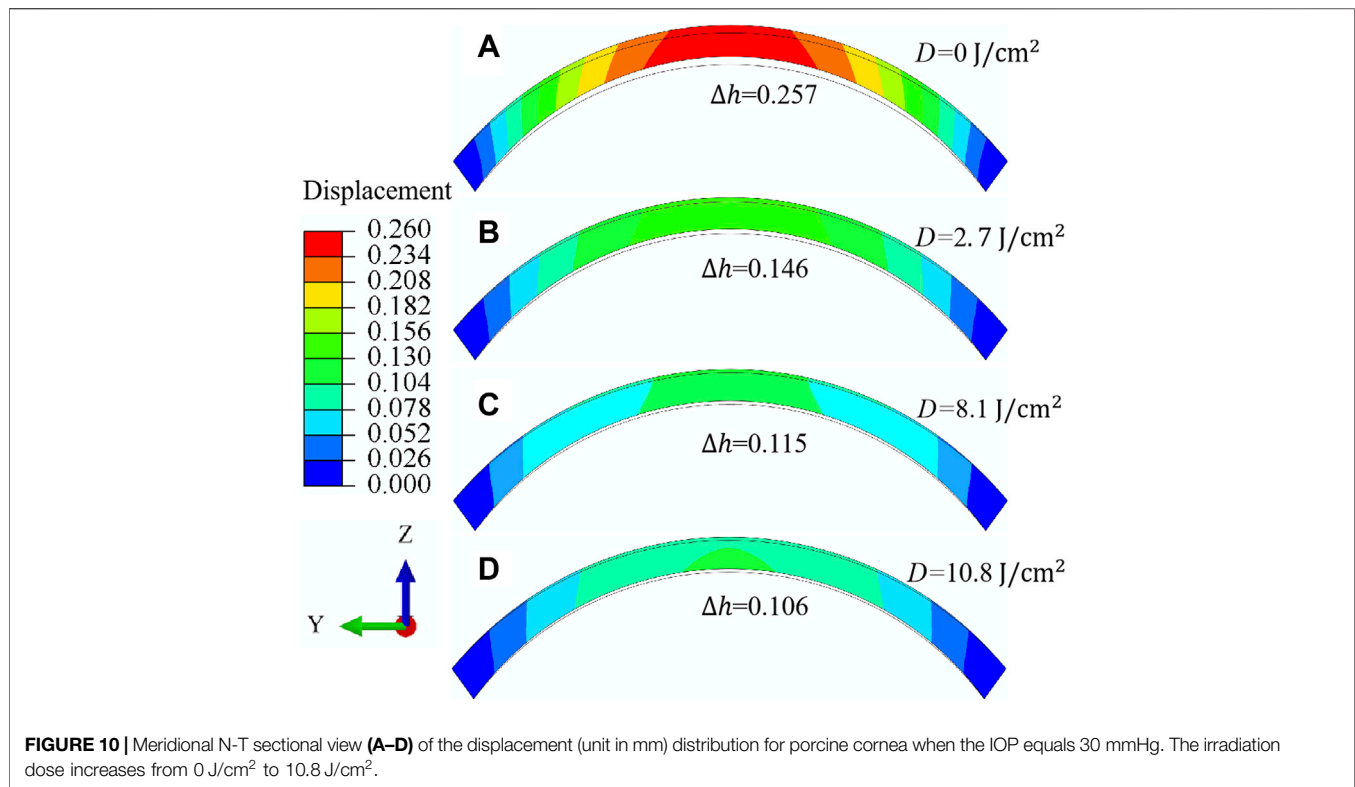 A
D=0 J/cm²
Δh=0.257
Displacement
0.260
0.234
0.208
0.182
0.156
0.130
0.104
0.078
0.052
0.026
0.000
B
D=2.7 J/cm²
Δh=0.146
C
D=8.1 J/cm²
Δh=0.115
Z
Y
D
D=10.8 J/cm²
Δh=0.106
FIGURE 10 | Meridional N-T sectional view (A–D) of the displacement (unit in mm) distribution for porcine cornea when the IOP equals 30 mmHg. The irradiation
dose increases from 0 J/cm² to 10.8 J/cm².